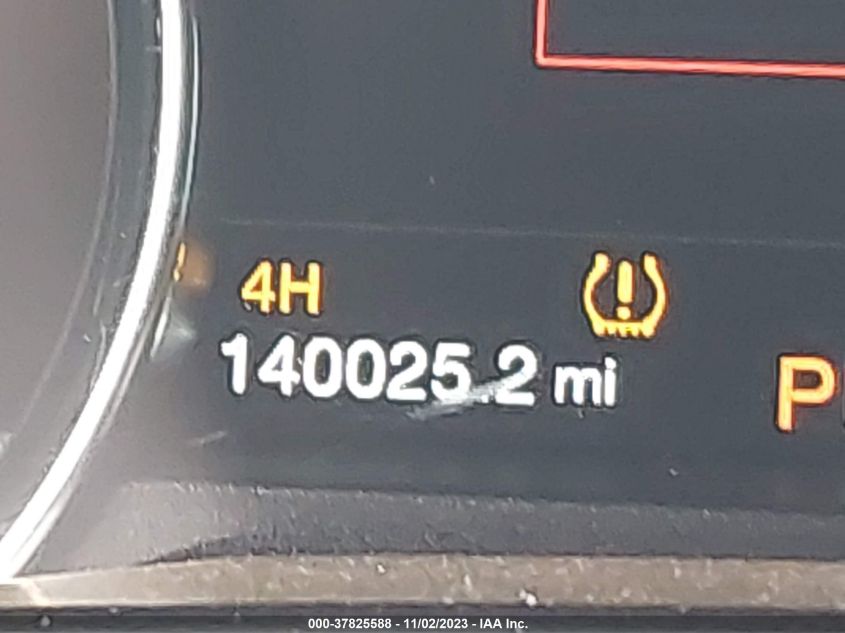 4H
140025.2 mi
000-37825588 - 11/02/2023 - IAA Inc.